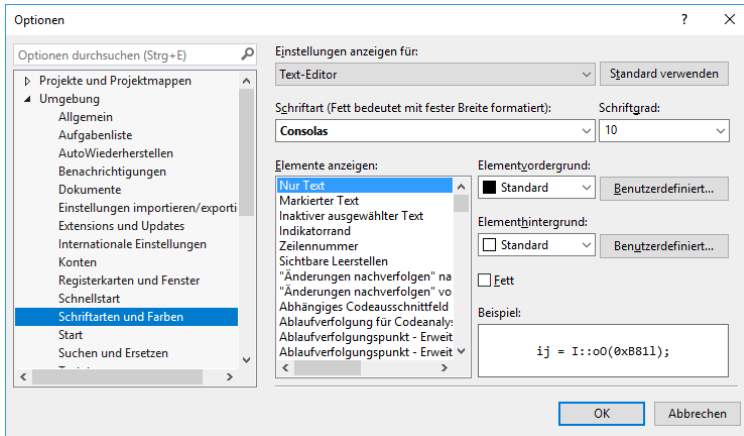 Optionen
Optionen durchsuchen (Strg+E)
Projekte und Projektmappen
Umgebung
Allgemein
Aufgabenliste
AutoWiederherstellen
Benachrichtigungen
Dokumente
Einstellungen importieren/exporti
Extensions und Updates
Internationale Einstellungen
Konten
Registerkarten und Fenster
Schnellstart
Schriftarten und Farben
Start
Suchen und Ersetzen
Einstellungen anzeigen für:
Text-Editor
Standard verwenden
Schriftart (Fett bedeutet mit fester Breite formatiert):
Schriftgrad:
Consolas
10
Elemente anzeigen:
Nur Text
Markierter Text
Inaktiver ausgewählter Text
Indikatorrand
Zeilennummer
Sichtbare Leerstellen
"Änderungen nachverfolgen" na
"Änderungen nachverfolgen" vo
Abhängiges Codeausschnittfeld
Ablaufverfolgung für Codeanalys
Ablaufverfolgungspunkt - Erweit
Ablaufverfolgungspunkt - Erweit
Elementvordergrund:
Standard
Benutzerdefiniert...
Elementhintergrund:
Standard
Benutzerdefiniert...
Fett
Beispiel:
ij = I::oO(0xB81l);
OK
Abbrechen